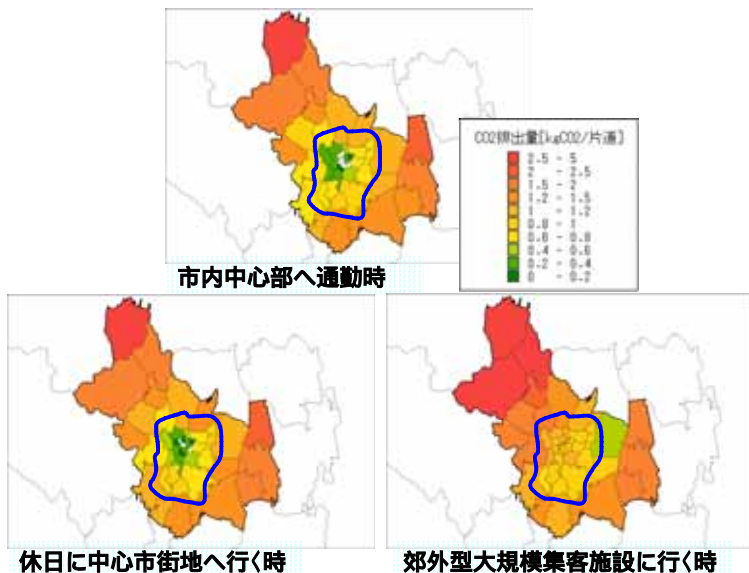 CO2排出量[kgCO2/片道]
2.5 - 5
2 - 2.5
1.5 - 2
1.2 - 1.5
1 - 1.2
0.8 - 1
0.6 - 0.8
0.4 - 0.6
0.2 - 0.4
0 - 0.2
市内中心部へ通勤時
休日に中心市街地へ行く時
郊外型大規模集客施設に行く時